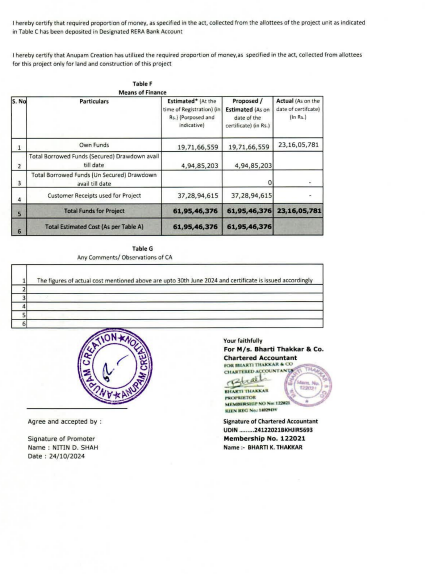 I hereby certify that required proportion of money, as specified in the act, collected from the allottees of the project unit as indicated
in Table C has been deposited in Designated RERA Bank Account
I hereby certify that Anupam Creation has utilized the required proportion of money,as specified in the act, collected from allottees
for this project only for land and construction of this project
Table F
Means of Finance
S. No Particulars Estimated* (At the time of Registration) (in Rs.) (Purposed and indicative) Proposed / Estimated (As on date of the certificate) (in Rs.) Actual (As on the date of certifcate) (In Rs.)
1 Own Funds 19,71,66,559 19,71,66,559 23,16,05,781
2 Total Borrowed Funds (Secured) Drawdown avail till date 4,94,85,203 4,94,85,203
3 Total Borrowed Funds (Un Secured) Drawdown avail till date 0 -
4 Customer Receipts used for Project 37,28,94,615 37,28,94,615 -
5 Total Funds for Project 61,95,46,376 61,95,46,376 23,16,05,781
6 Total Estimated Cost (As per Table A) 61,95,46,376 61,95,46,376
Table G
Any Comments/ Observations of CA
1 The figures of actual cost mentioned above are upto 30th June 2024 and certificate is issued accordingly
2
3
4
5
6
ANUPAM CREATION ★ ANUPAM CREATION ★
Your faithfully
For M/s. Bharti Thakkar & Co.
Chartered Accountant
FOR BHARTI THAKKAR & CO
CHARTERED ACCOUNTANTS
BHARTI THAKKAR
PROPRIETOR
MEMBERSHIP NO No: 122021
Agree and accepted by :
Signature of Chartered Accountant
UDIN ........24122021BKHJRS693
Signature of Promoter
Membership No. 122021
Name : NITIN D. SHAH
Name :- BHARTI K. THAKKAR
Date : 24/10/2024